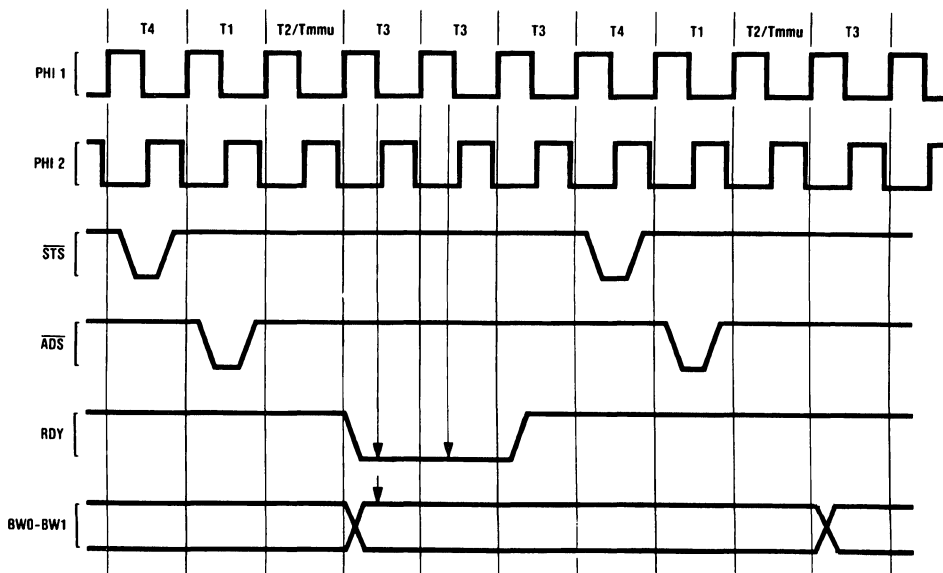 T4 T1 T2/Tmmu T3 T3 T3 T4 T1 T2/Tmmu T3
PHI 1
PHI 2
STS
ADS
RDY
BW0-BW1